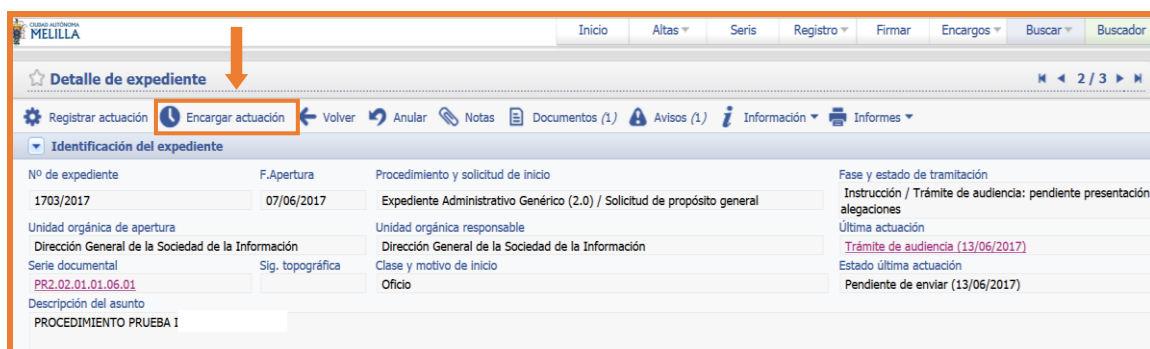 CIUDAD AUTÓNOMA
MELILLA
Inicio Altas Seris Registro Firmar Encargos Buscar Buscador
Detalle de expediente 2 / 3
Registrar actuación Encargar actuación Volver Anular Notas Documentos (1) Avisos (1) Información Informes
Identificación del expediente
Nº de expediente F.Apertura Procedimiento y solicitud de inicio Fase y estado de tramitación
1703/2017 07/06/2017 Expediente Administrativo Genérico (2.0) / Solicitud de propósito general Instrucción / Trámite de audiencia: pendiente presentación
alegaciones
Unidad orgánica de apertura Unidad orgánica responsable Última actuación
Dirección General de la Sociedad de la Información Dirección General de la Sociedad de la Información Trámite de audiencia (13/06/2017)
Serie documental Sig. topográfica Clase y motivo de inicio Estado última actuación
PR2.02.01.01.06.01 Oficio Pendiente de enviar (13/06/2017)
Descripción del asunto
PROCEDIMIENTO PRUEBA